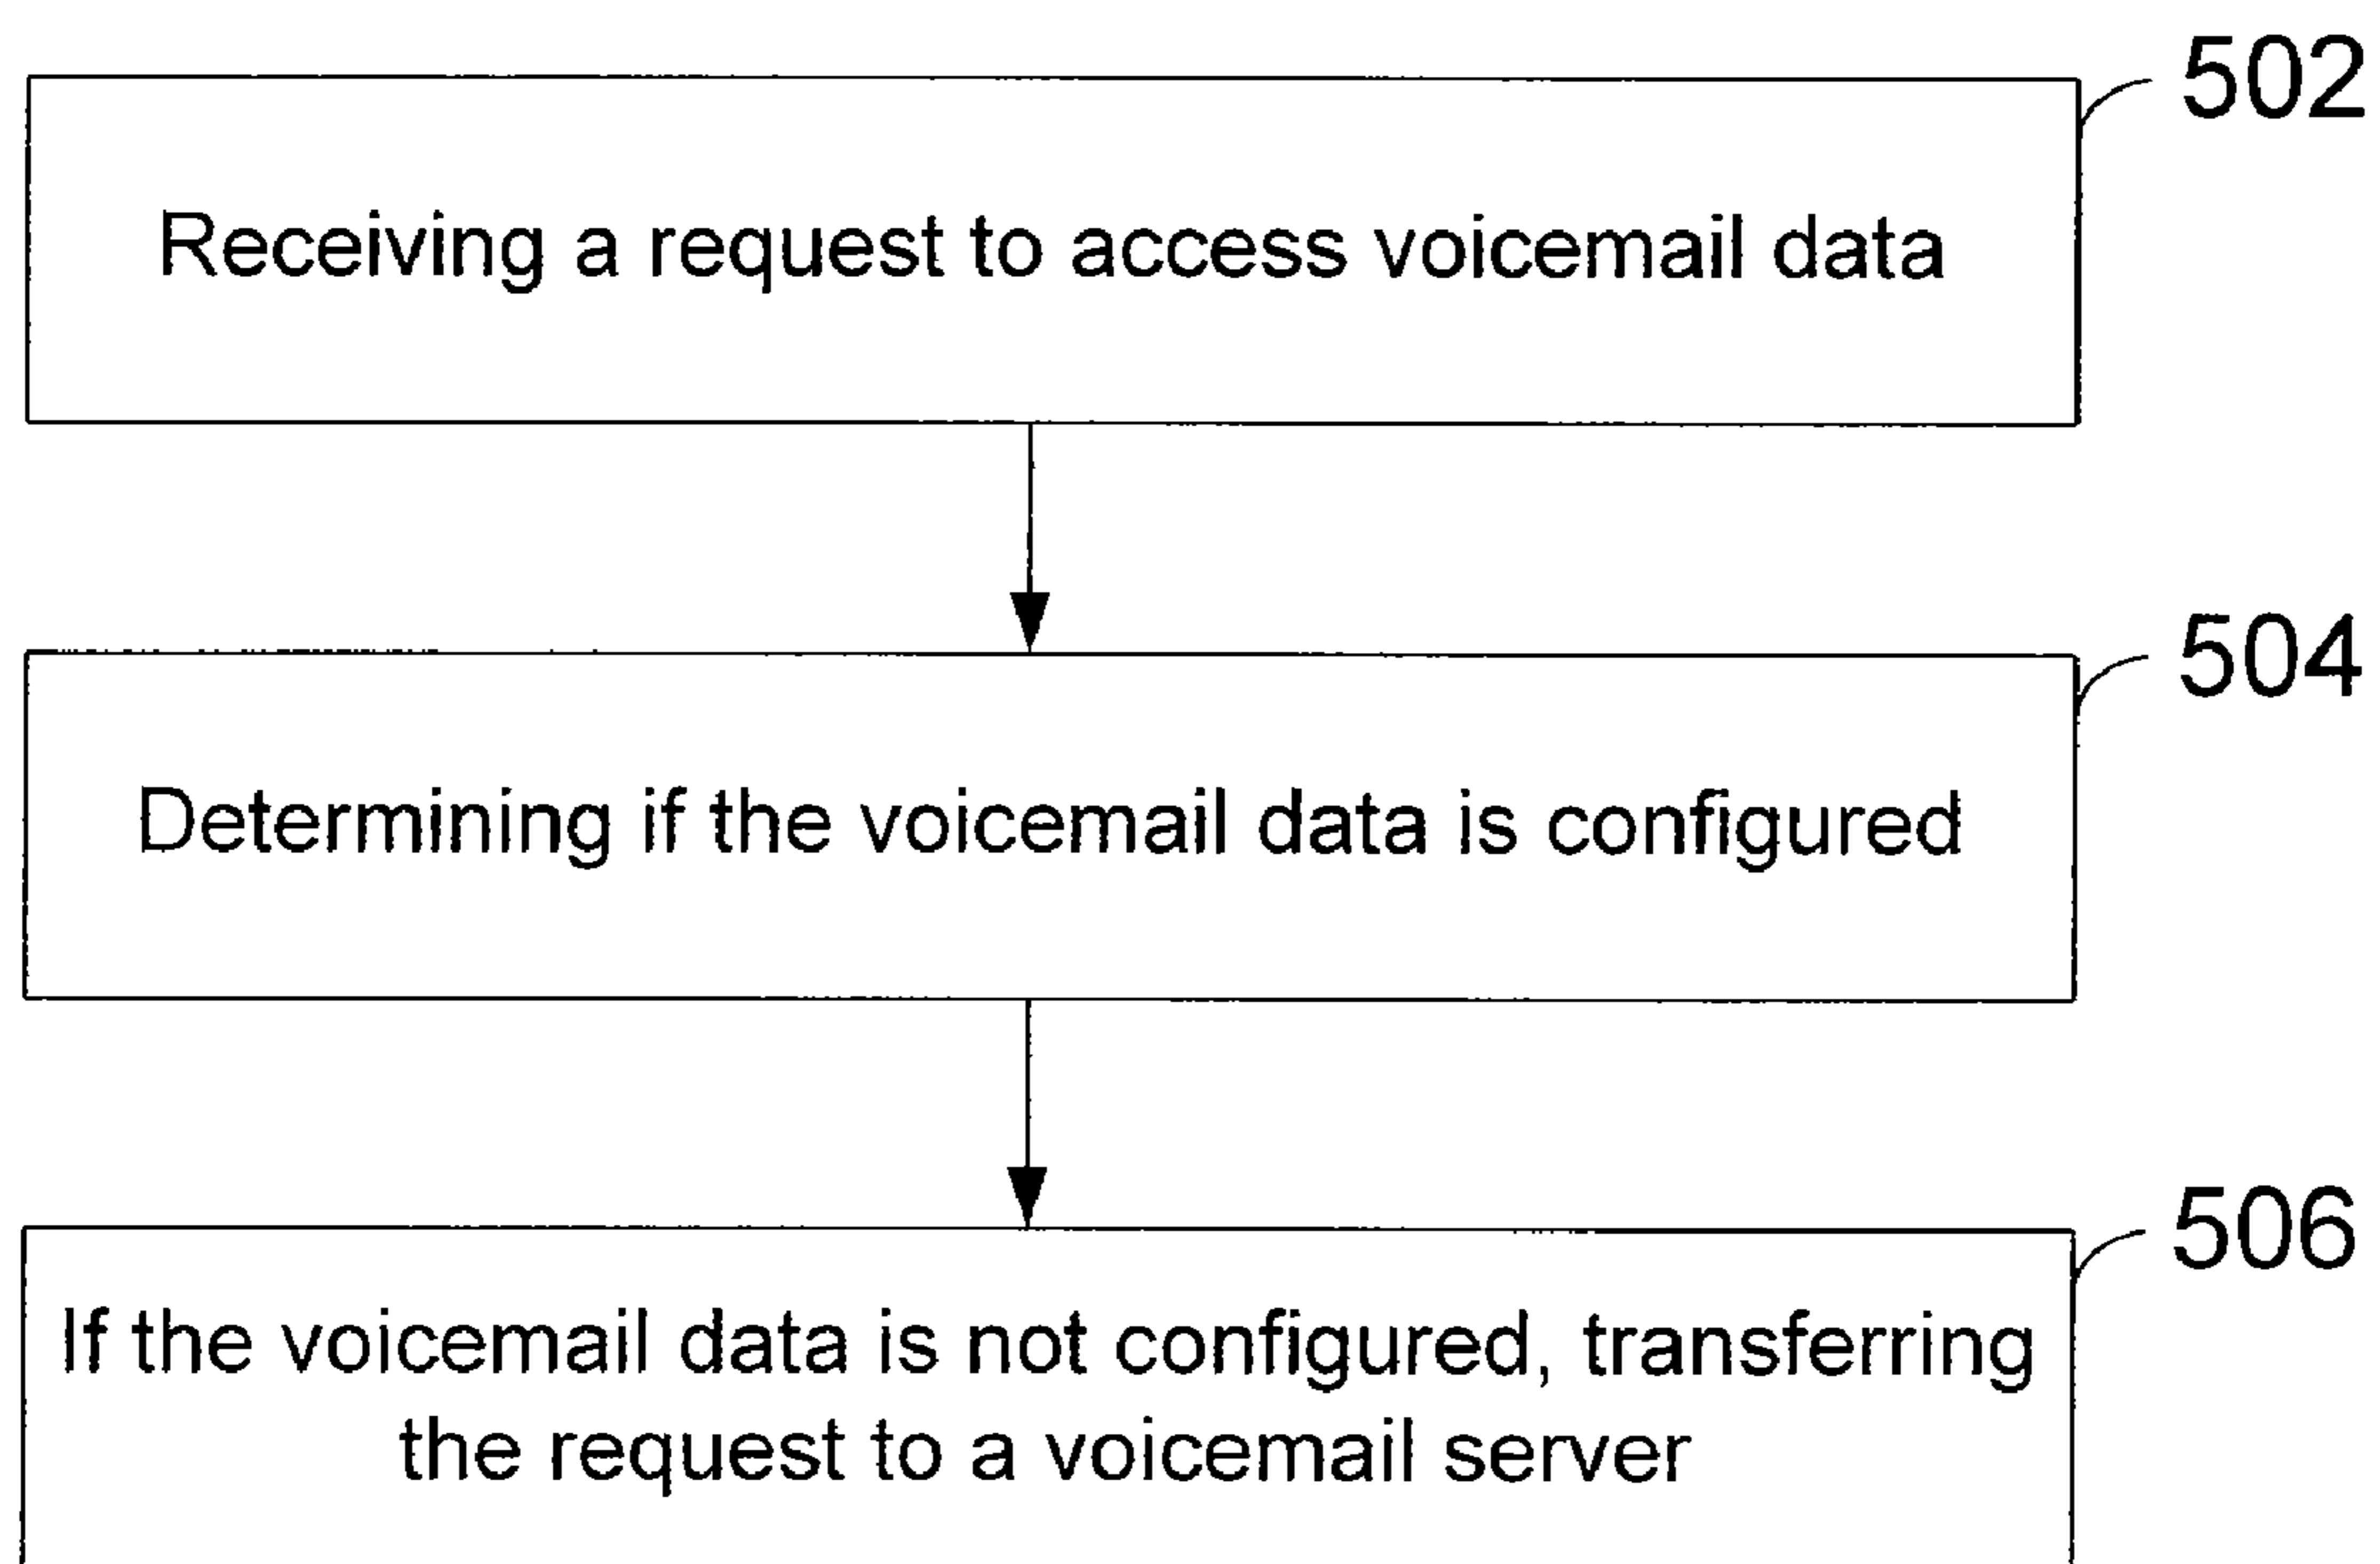 502
Receiving a request to access voicemail data
504
Determining if the voicemail data is configured
506
If the voicemail data is not configured, transferring
the request to a voicemail server